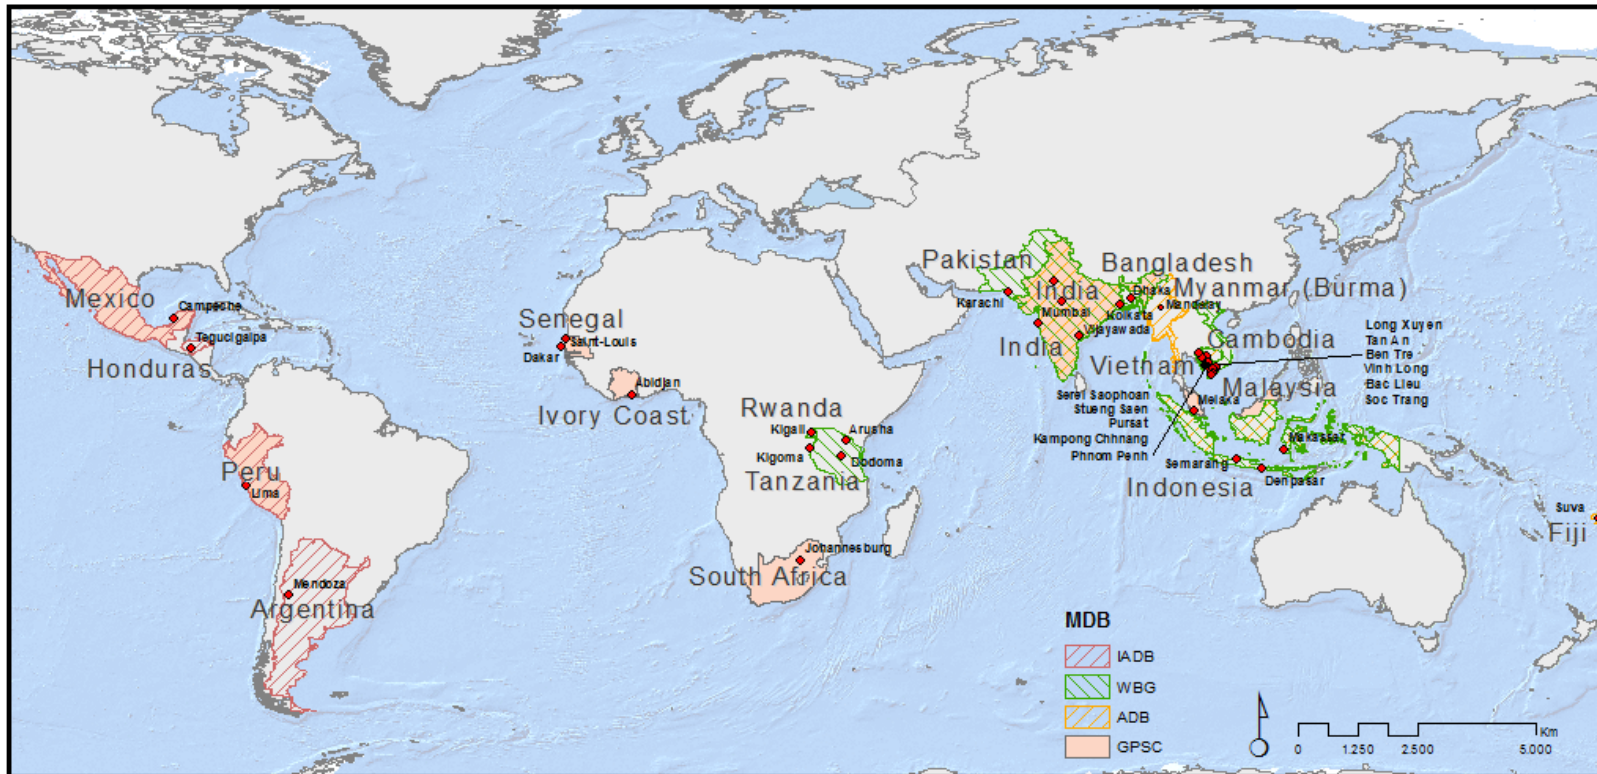 Pakistan
Bangladesh
India
Myanmar (Burma)
Karachi
Dhaka
Mumbai
Kolkata
Mandalay
Vijayawada
India
Mexico
Campeche
Tegucigalpa
Honduras
Senegal
Saint-Louis
Dakar
Abidjan
Ivory Coast
Cambodia
Vietnam
Malaysia
Long Xuyen
Tan An
Ben Tre
Vinh Long
Bac Lieu
Soc Trang
Serei Saophoan
Stueng Saen
Pursat
Kampong Chhnang
Phnom Penh
Melaka
Rwanda
Kigali
Arusha
Kigoma
Dodoma
Tanzania
Makassar
Semarang
Denpasar
Indonesia
Peru
Lima
Suva
Fiji
Johannesburg
South Africa
Mendoza
Argentina
MDB
IADB
WBG
ADB
GPSC
Km
0 1.250 2.500 5.000